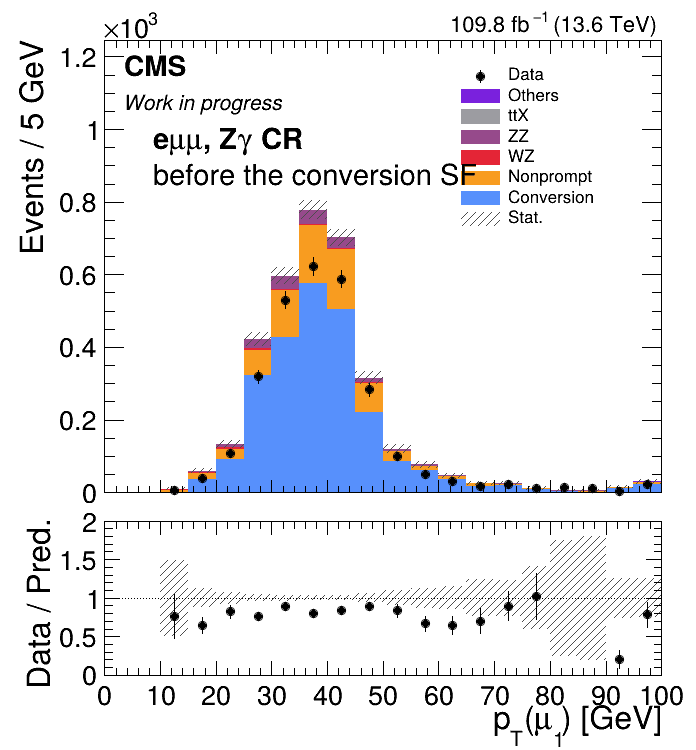 ×10³
109.8 fb⁻¹ (13.6 TeV)
Events / 5 GeV
1.2
1
0.8
0.6
0.4
0.2
0
CMS
Work in progress
eμμ, Zγ CR
before the conversion SF
Data
Others
ttX
ZZ
WZ
Nonprompt
Conversion
Stat.
Data / Pred.
2
1.5
1
0.5
0
0 10 20 30 40 50 60 70 80 90 100
p_T(μ_1) [GeV]